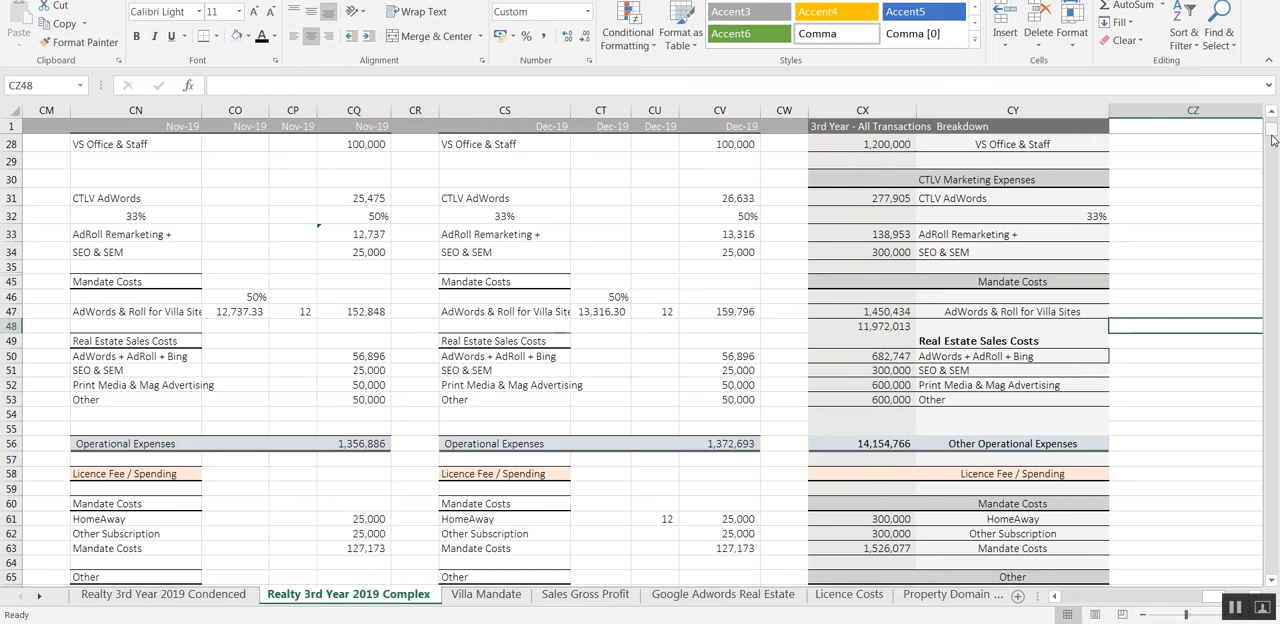 Cut Calibri Light 11 A A Wrap Text Custom Accent3 Accent4 Accent5 AutoSum
Paste Copy Conditional Format as Insert Delete Format Fill Sort & Find &
Format Painter B I U A Merge & Center % Formatting Table Accent6 Comma Comma [0] Clear Filter Select
Clipboard Font Alignment Number Styles Cells Editing
CZ48 fx
CM CN CO CP CQ CR CS CT CU CV CW CX CY CZ
1 Nov-19 Nov-19 Nov-19 Nov-19 Dec-19 Dec-19 Dec-19 Dec-19 3rd Year - All Transactions Breakdown
28 VS Office & Staff 100,000 VS Office & Staff 100,000 1,200,000 VS Office & Staff
29
30 CTLV Marketing Expenses
31 CTLV AdWords 25,475 CTLV AdWords 26,633 277,905 CTLV AdWords
32 33% 50% 33% 50% 33%
33 AdRoll Remarketing + 12,737 AdRoll Remarketing + 13,316 138,953 AdRoll Remarketing +
34 SEO & SEM 25,000 SEO & SEM 25,000 300,000 SEO & SEM
35
45 Mandate Costs Mandate Costs Mandate Costs
46 50% 50%
47 AdWords & Roll for Villa Site 12,737.33 12 152,848 AdWords & Roll for Villa Site 13,316.30 12 159,796 1,450,434 AdWords & Roll for Villa Sites
48 11,972,013
49 Real Estate Sales Costs Real Estate Sales Costs Real Estate Sales Costs
50 AdWords + AdRoll + Bing 56,896 AdWords + AdRoll + Bing 56,896 682,747 AdWords + AdRoll + Bing
51 SEO & SEM 25,000 SEO & SEM 25,000 300,000 SEO & SEM
52 Print Media & Mag Advertising 50,000 Print Media & Mag Advertising 50,000 600,000 Print Media & Mag Advertising
53 Other 50,000 Other 50,000 600,000 Other
54
55
56 Operational Expenses 1,356,886 Operational Expenses 1,372,693 14,154,766 Other Operational Expenses
57
58 Licence Fee / Spending Licence Fee / Spending Licence Fee / Spending
59
60 Mandate Costs Mandate Costs Mandate Costs
61 HomeAway 25,000 HomeAway 12 25,000 300,000 HomeAway
62 Other Subscription 25,000 Other Subscription 25,000 300,000 Other Subscription
63 Mandate Costs 127,173 Mandate Costs 127,173 1,526,077 Mandate Costs
65 Other Other Other
Realty 3rd Year 2019 Condensed Realty 3rd Year 2019 Complex Villa Mandate Sales Gross Profit Google Adwords Real Estate Licence Costs Property Domain ...
Ready